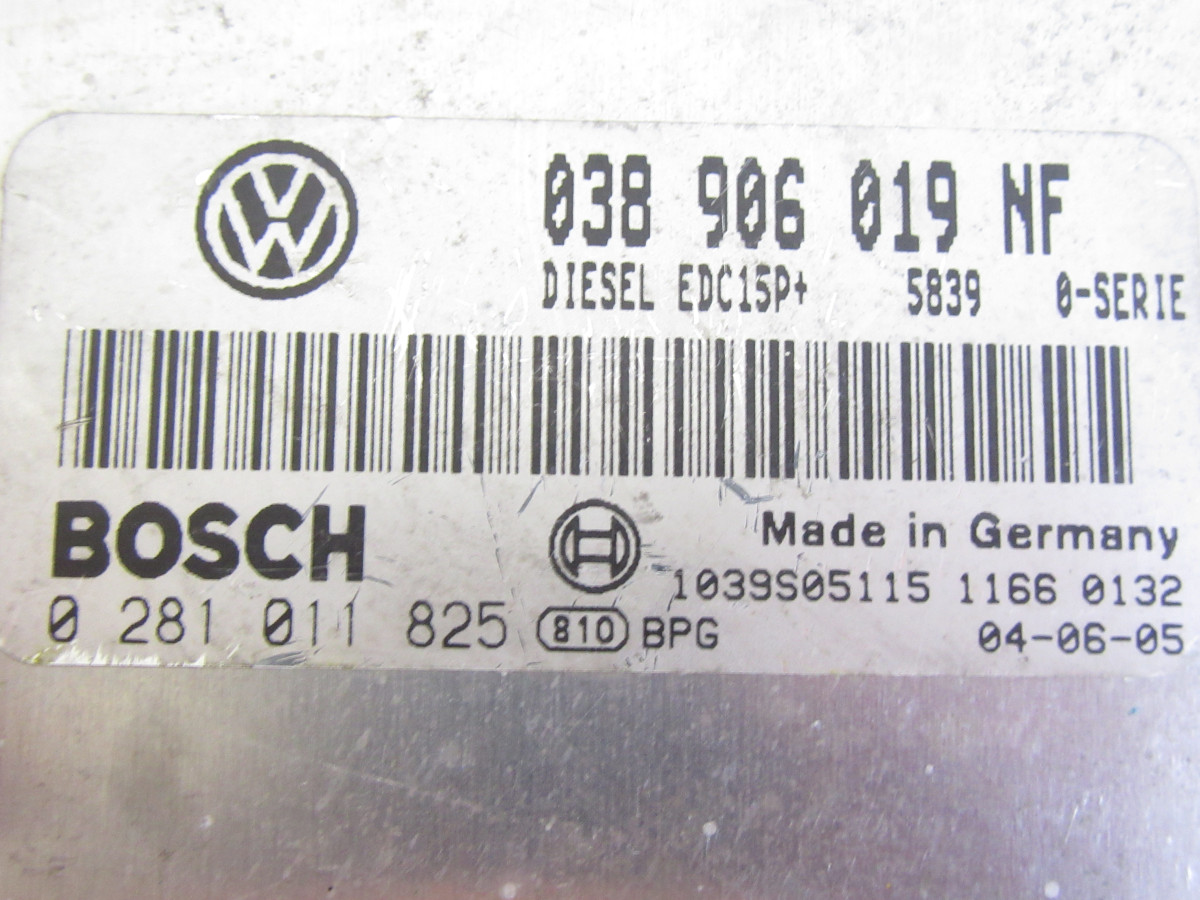 038 906 019 NF
DIESEL EDC15P+ 5839 0-SERIE
BOSCH
Made in Germany
1039S05115 1166 0132
0 281 011 825 810 BPG 04-06-05